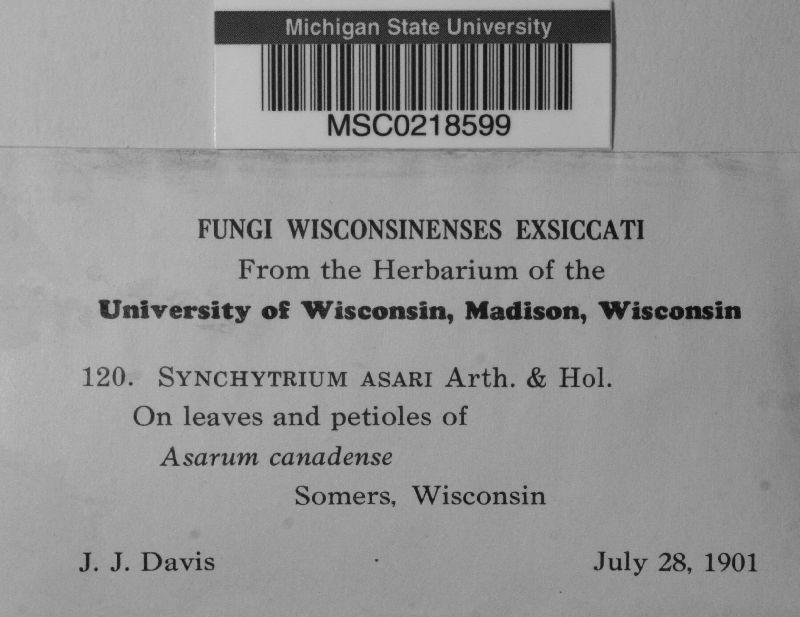 Michigan State University
MSC0218599
FUNGI WISCONSINENSES EXSICCATI
From the Herbarium of the
University of Wisconsin, Madison, Wisconsin
120. SYNCHYTRIUM ASARI Arth. & Hol.
On leaves and petioles of
Asarum canadense
Somers, Wisconsin
J. J. Davis July 28, 1901